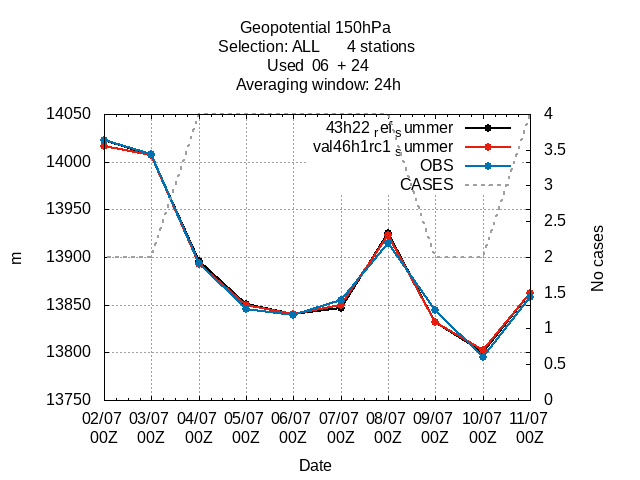 Geopotential 150hPa
Selection: ALL 4 stations
Used 06 + 24
Averaging window: 24h
43h22_ref_summer
val46h1rc1_summer
OBS
CASES
14050
14000
13950
13900
13850
13800
13750
m
4
3.5
3
2.5
2
1.5
1
0.5
0
No cases
02/07 03/07 04/07 05/07 06/07 07/07 08/07 09/07 10/07 11/07
00Z 00Z 00Z 00Z 00Z 00Z 00Z 00Z 00Z 00Z
Date